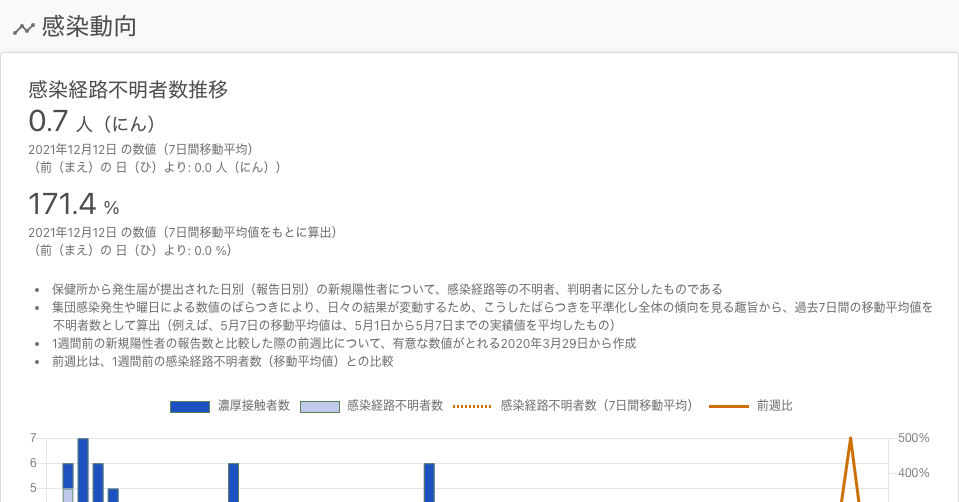 感染動向
感染経路不明者数推移
0.7 人（にん）
2021年12月12日 の数値（7日間移動平均）
（前（まえ）の 日（ひ）より: 0.0 人（にん））
171.4 %
2021年12月12日 の数値（7日間移動平均値をもとに算出）
（前（まえ）の 日（ひ）より: 0.0 %）
• 保健所から発生届が提出された日別（報告日別）の新規陽性者について、感染経路等の不明者、判明者に区分したものである
• 集団感染発生や曜日による数値のばらつきにより、日々の結果が変動するため、こうしたばらつきを平準化し全体の傾向を見る趣旨から、過去7日間の移動平均値を
不明者数として算出（例えば、5月7日の移動平均値は、5月1日から5月7日までの実績値を平均したもの）
• 1週間前の新規陽性者の報告数と比較した際の前週比について、有意な数値がとれる2020年3月29日から作成
• 前週比は、1週間前の感染経路不明者数（移動平均値）との比較
濃厚接触者数 感染経路不明者数 感染経路不明者数（7日間移動平均） 前週比
7 500%
6 400%
5